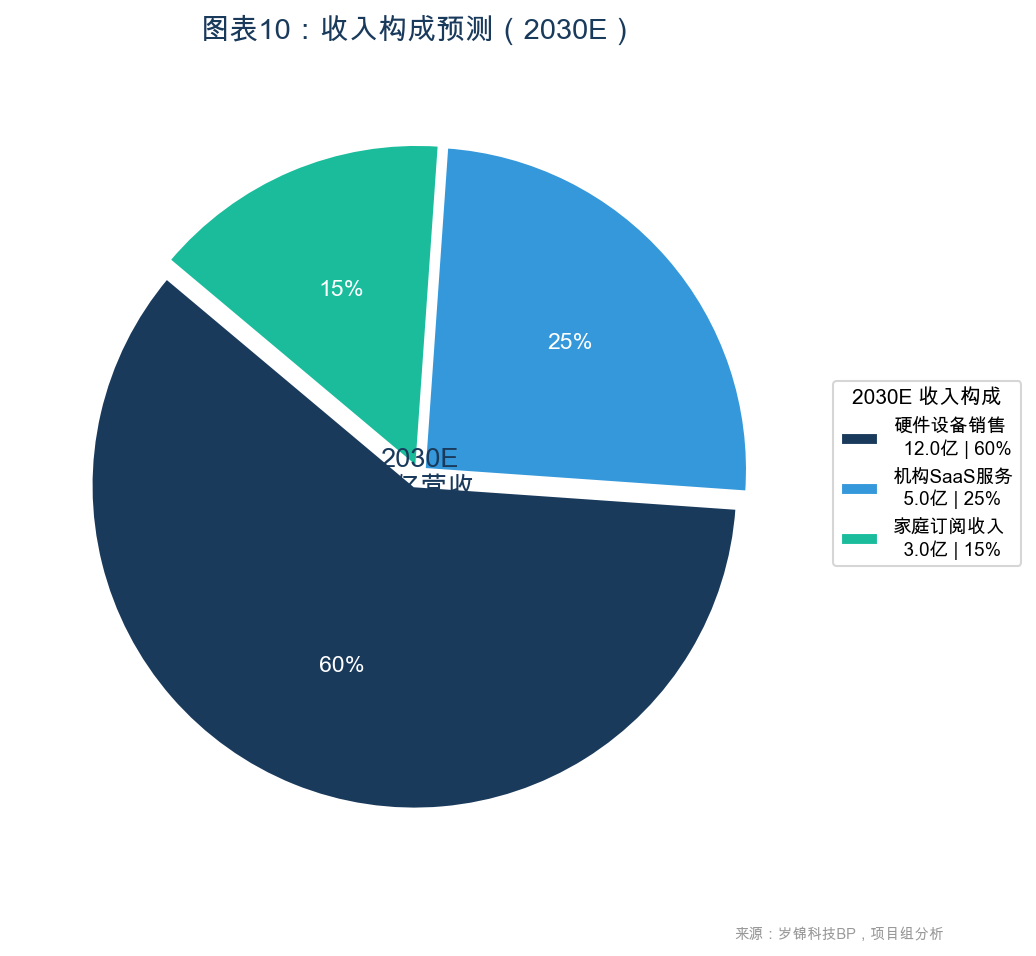 图表10：收入构成预测（2030E）
15%
25%
2030E
亿营收
60%
2030E 收入构成
硬件设备销售
12.0亿 | 60%
机构SaaS服务
5.0亿 | 25%
家庭订阅收入
3.0亿 | 15%
来源：岁锦科技BP，项目组分析